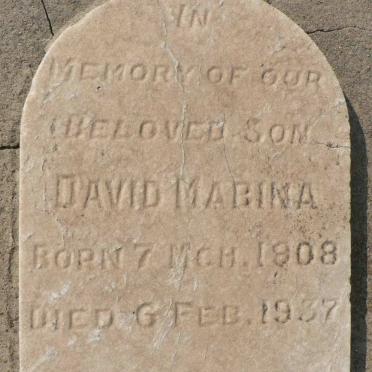 IN
MEMORY OF OUR
BELOVED SON
DAVID MABINA
BORN 7 MCH. 1908
DIED 6 FEB. 1937